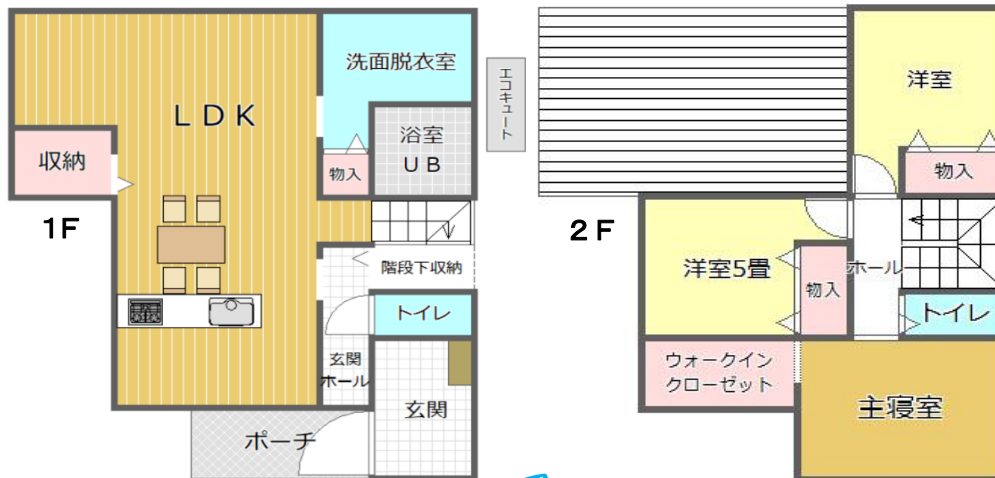 洗面脱衣室
LDK
浴室
UB
収納
物入
1F
階段下収納
トイレ
玄関
ホール
玄関
ポーチ
エコキュート
洋室
物入
2F
洋室5畳
物入
ホール
トイレ
ウォークイン
クローゼット
主寝室